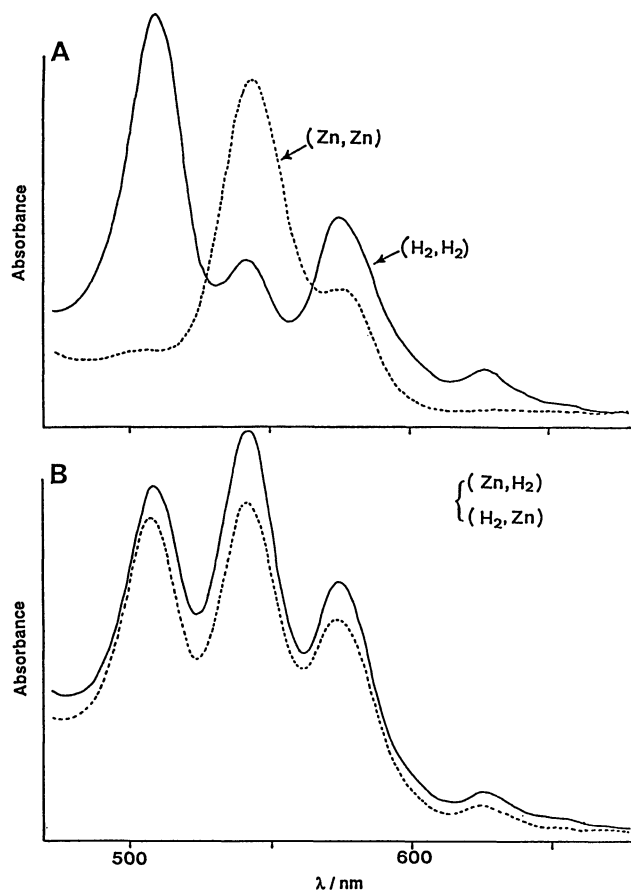 A
(Zn, Zn)
(H2, H2)
Absorbance
B
{(Zn, H2)
(H2, Zn)
Absorbance
500
600
λ / nm